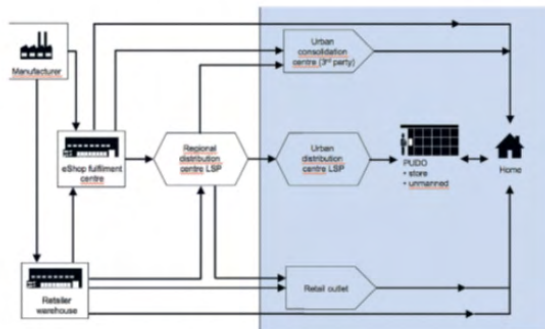 Urban
consolidation
centre (3rd party)
Manufacturer
eShop fulfilment
centre
Regional
distribution
centre LSP
Urban
distribution
centre LSP
PUDO
• store
• unmanned
Home
Retailer
warehouse
Retail outlet